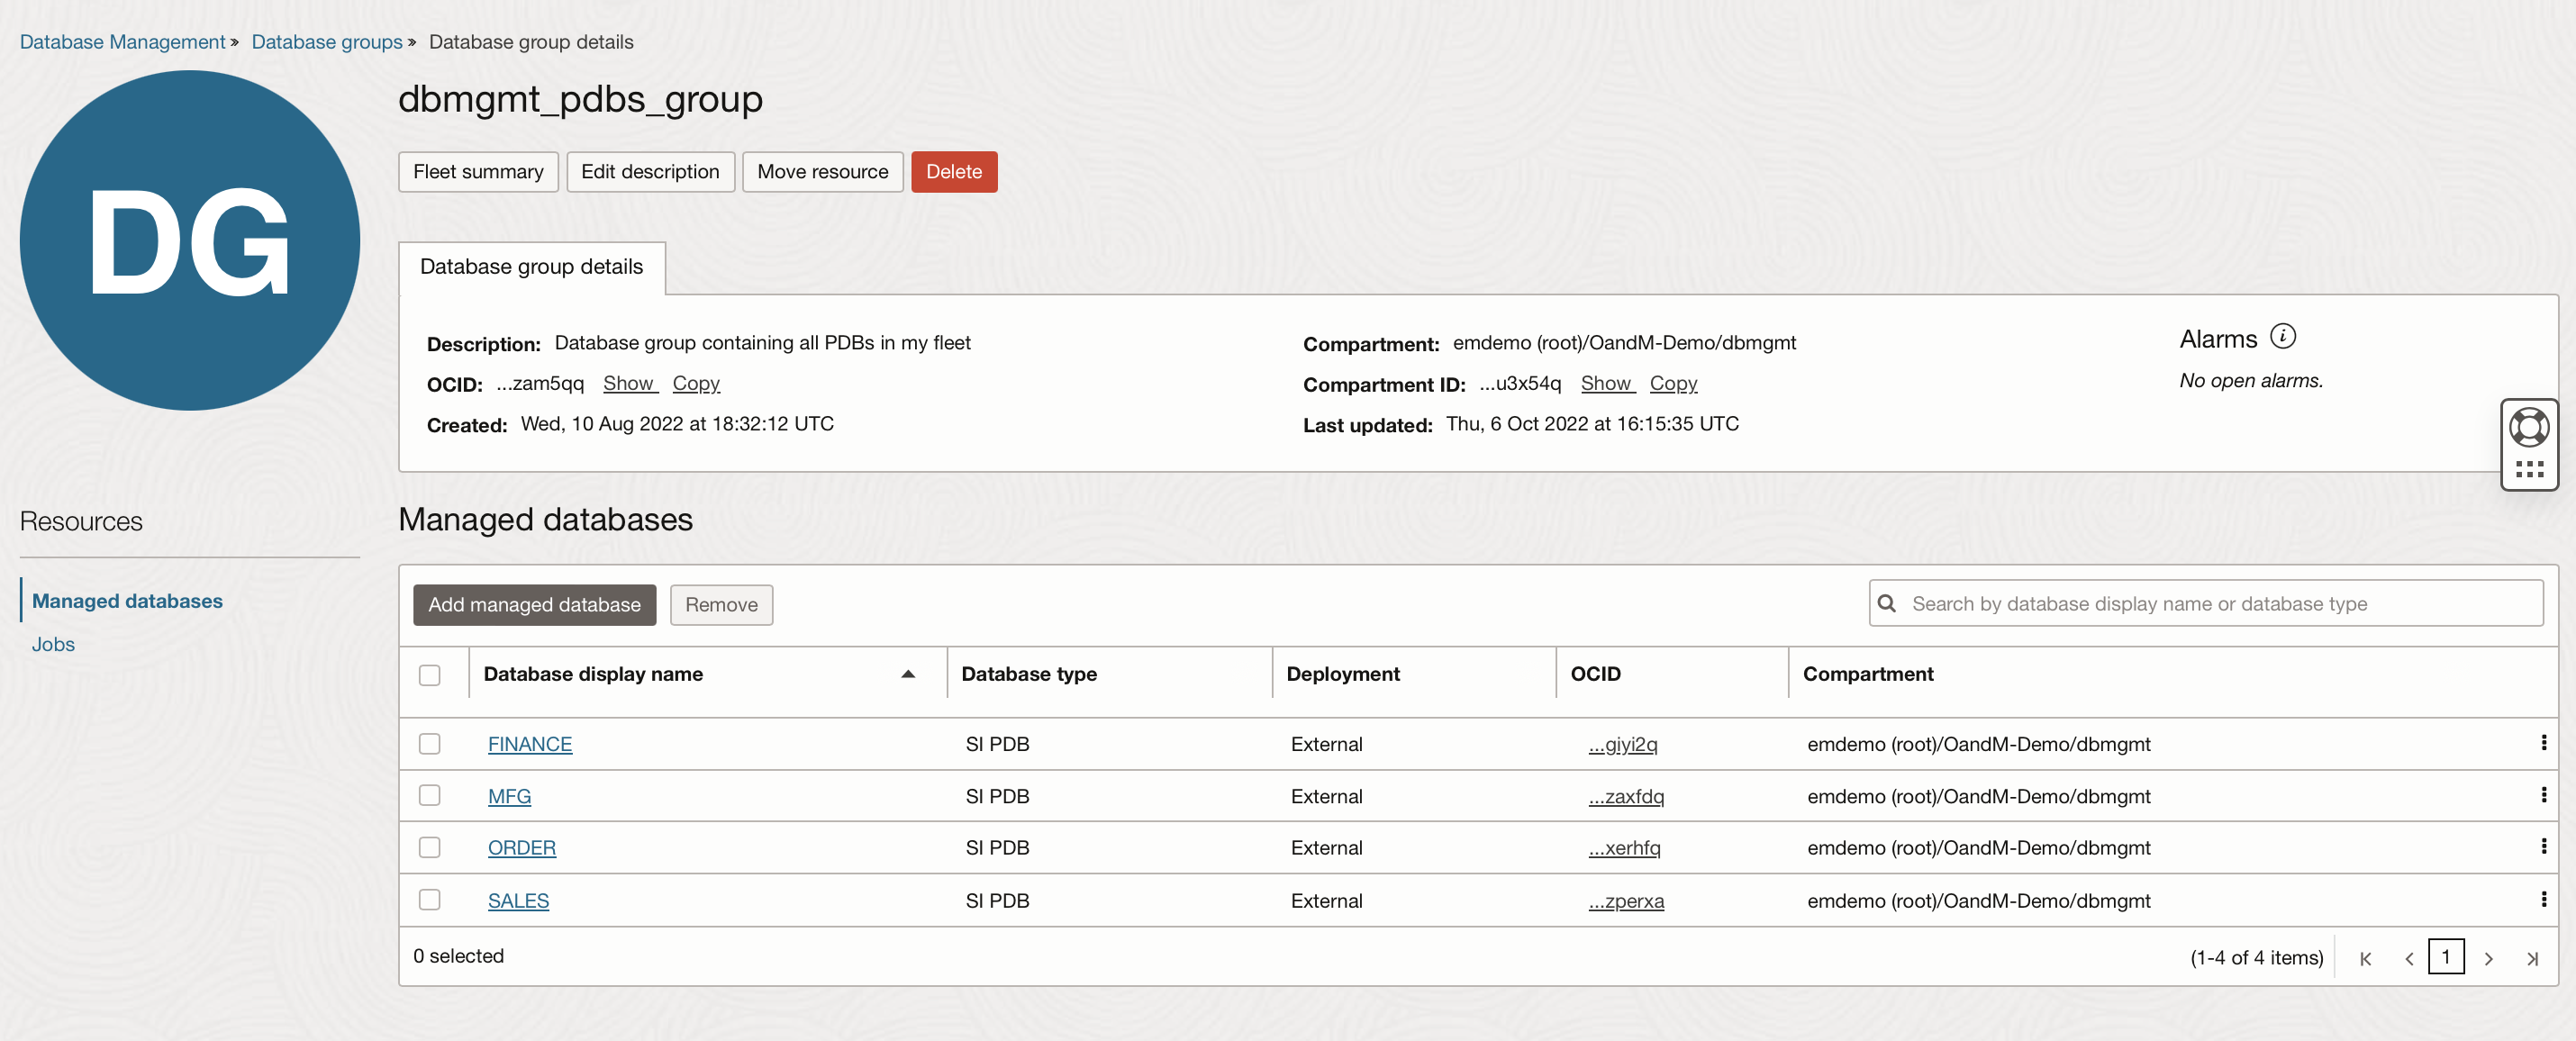 Database Management » Database groups » Database group details
DG
dbmgmt_pdbs_group
Fleet summary Edit description Move resource Delete
Database group details
Description: Database group containing all PDBs in my fleet
OCID: ...zam5qq Show Copy
Created: Wed, 10 Aug 2022 at 18:32:12 UTC
Compartment: emdemo (root)/OandM-Demo/dbmgmt
Compartment ID: ...u3x54q Show Copy
Last updated: Thu, 6 Oct 2022 at 16:15:35 UTC
Alarms i
No open alarms.
Resources
Managed databases
Jobs
Managed databases
Add managed database Remove Search by database display name or database type
Database display name Database type Deployment OCID Compartment
FINANCE SI PDB External ...giyi2q emdemo (root)/OandM-Demo/dbmgmt
MFG SI PDB External ...zaxfdq emdemo (root)/OandM-Demo/dbmgmt
ORDER SI PDB External ...xerhfq emdemo (root)/OandM-Demo/dbmgmt
SALES SI PDB External ...zperxa emdemo (root)/OandM-Demo/dbmgmt
0 selected (1-4 of 4 items) 1